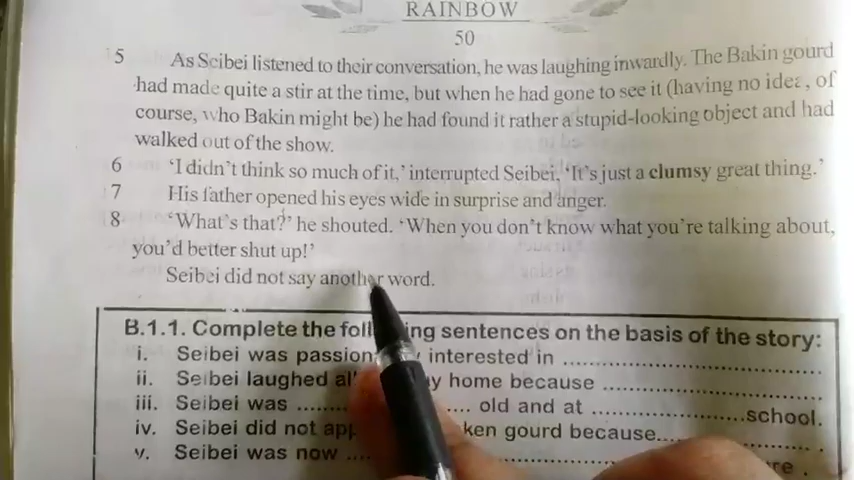 RAINBOW
50
5 As Seibei listened to their conversation, he was laughing inwardly. The Bakin gourd
had made quite a stir at the time, but when he had gone to see it (having no idea, of
course, who Bakin might be) he had found it rather a stupid-looking object and had
walked out of the show.
6 ‘I didn't think so much of it,’ interrupted Seibei, ‘It's just a clumsy great thing.’
7 His father opened his eyes wide in surprise and anger.
8 ‘What's that?’ he shouted. ‘When you don't know what you're talking about,
you'd better shut up!’
Seibei did not say another word.
B.1.1. Complete the foll ing sentences on the basis of the story:
i. Seibei was passion interested in ..............................
ii. Seibei laughed al y home because ..............................
iii. Seibei was ........ .... old and at ....................school.
iv. Seibei did not app ken gourd because.... ........... .
v. Seibei was now .... ..............................re .